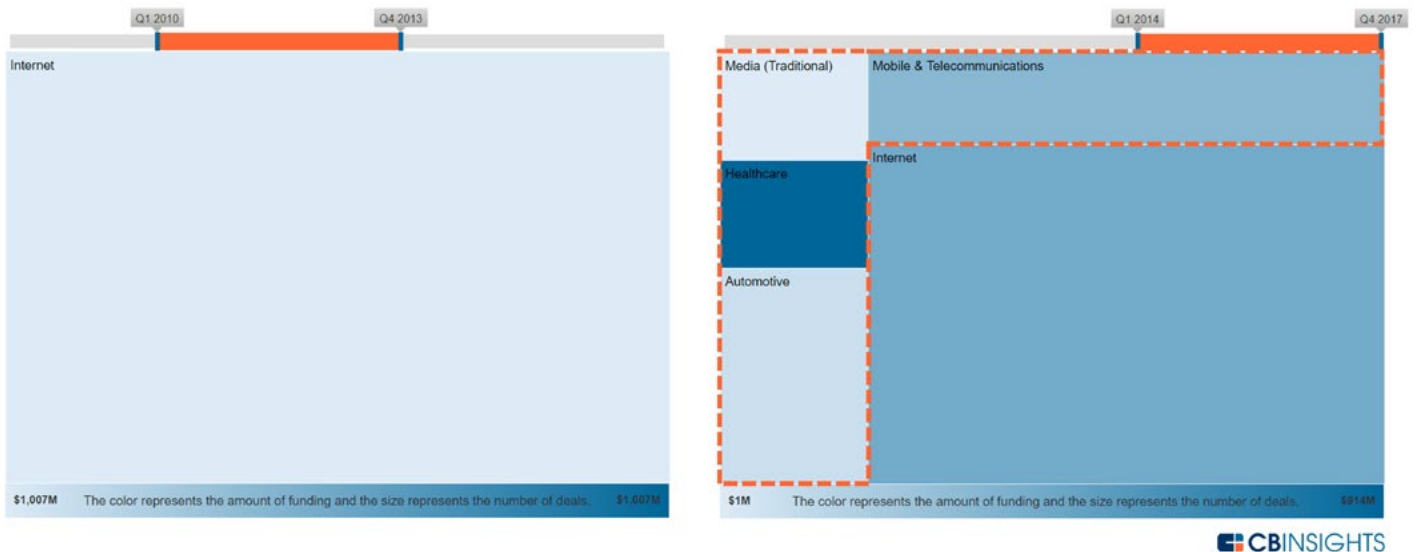 Q1 2010
Q4 2013
Internet
$1,007M The color represents the amount of funding and the size represents the number of deals. $1,007M
Q1 2014
Q4 2017
Media (Traditional)
Mobile & Telecommunications
Internet
Healthcare
Automotive
$1M The color represents the amount of funding and the size represents the number of deals. $914M
CBINSIGHTS